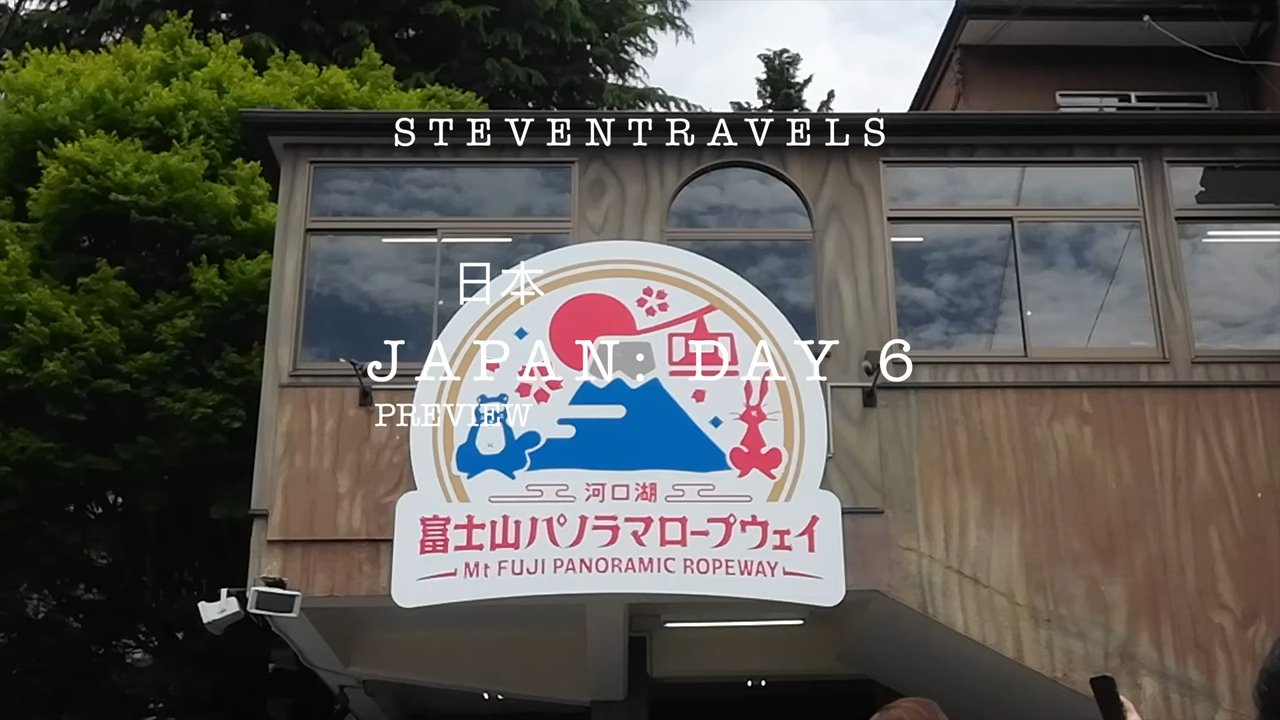 STEVENTRAVELS
日本
JAPAN: DAY 6
PREVIEW
河口湖
富士山パノラマロープウェイ
Mt FUJI PANORAMIC ROPEWAY